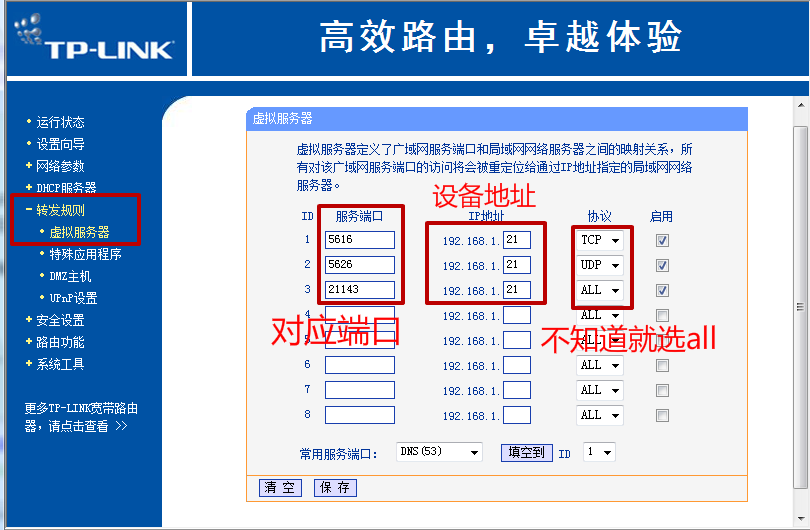 TP-LINK
高效路由，卓越体验
• 运行状态
• 设置向导
+ 网络参数
+ DHCP服务器
- 转发规则
• 虚拟服务器
• 特殊应用程序
• DMZ主机
• UPnP设置
+ 安全设置
+ 路由功能
+ 系统工具
更多TP-LINK宽带路由
器，请点击查看 >>
虚拟服务器
虚拟服务器定义了广域网服务端口和局域网网络服务器之间的映射关系，所
有对该广域网服务端口的访问将会被重定位给通过IP地址指定的局域网网络
服务器。
设备地址
ID 服务端口 IP地址 协议 启用
1 5616 192.168.1. 21 TCP
2 5626 192.168.1. 21 UDP
3 21143 192.168.1. 21 ALL
4 192.168.1. ALL
对应端口
不知道就选all
5 192.168.1. ALL
6 192.168.1. ALL
7 192.168.1. ALL
8 192.168.1. ALL
常用服务端口： DNS(53) 填空到 ID 1
清 空 保 存